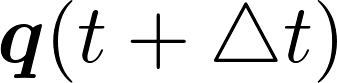 q(t + △t)